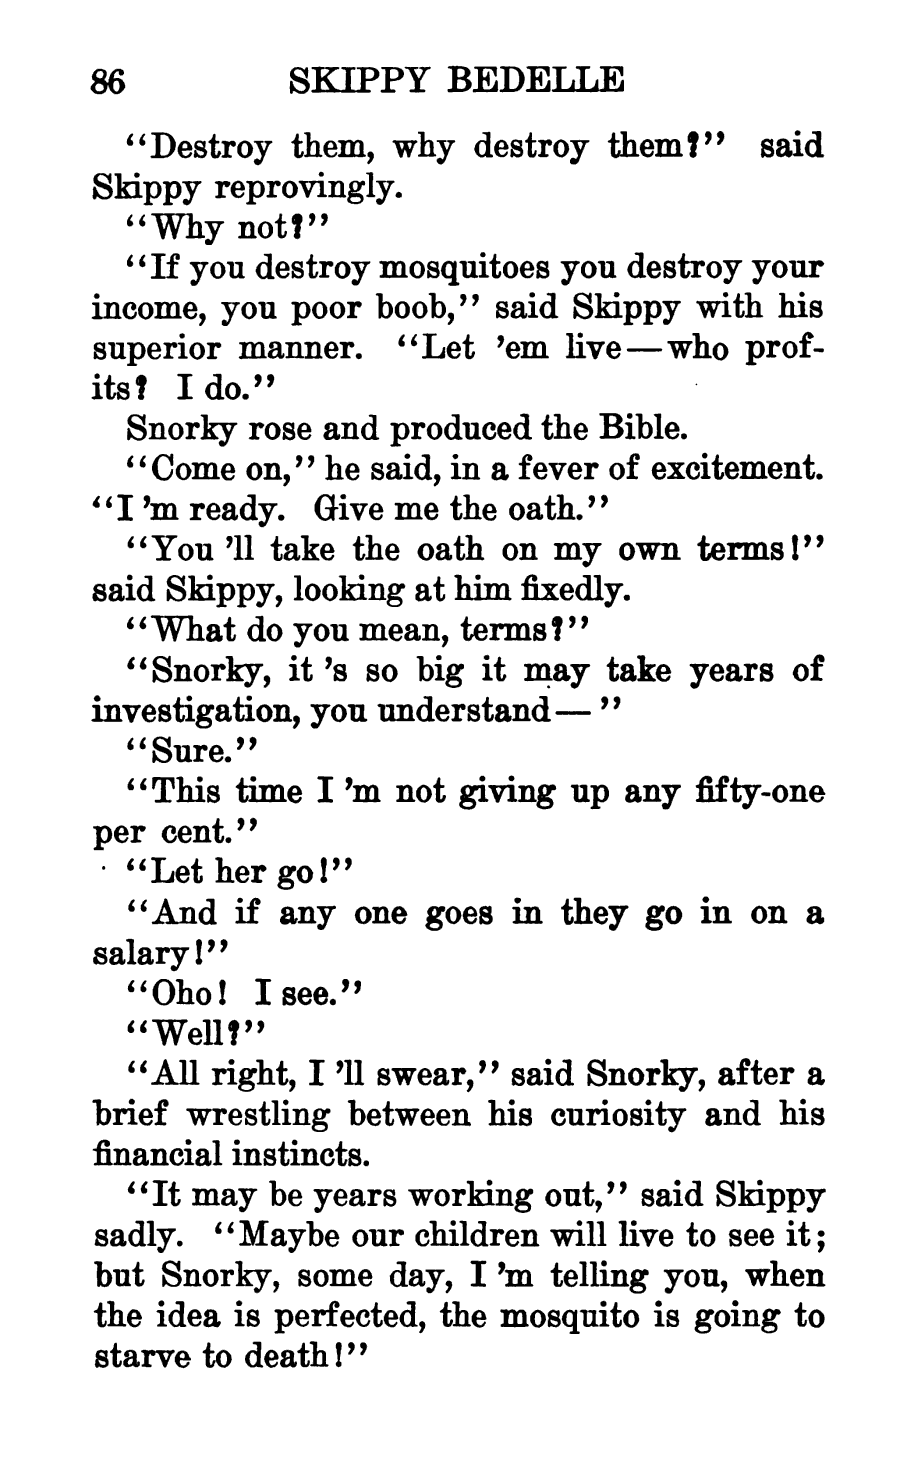 86 SKIPPY BEDELLE
"Destroy them, why destroy them?" said
Skippy reprovingly.
"Why not?"
"If you destroy mosquitoes you destroy your
income, you poor boob," said Skippy with his
superior manner. "Let 'em live—who prof-
its? I do."
Snorky rose and produced the Bible.
"Come on," he said, in a fever of excitement.
"I 'm ready. Give me the oath."
"You 'll take the oath on my own terms!"
said Skippy, looking at him fixedly.
"What do you mean, terms?"
"Snorky, it 's so big it may take years of
investigation, you understand— "
"Sure."
"This time I 'm not giving up any fifty-one
per cent."
"Let her go!"
"And if any one goes in they go in on a
salary!"
"Oho! I see."
"Well?"
"All right, I 'll swear," said Snorky, after a
brief wrestling between his curiosity and his
financial instincts.
"It may be years working out," said Skippy
sadly. "Maybe our children will live to see it;
but Snorky, some day, I 'm telling you, when
the idea is perfected, the mosquito is going to
starve to death!"